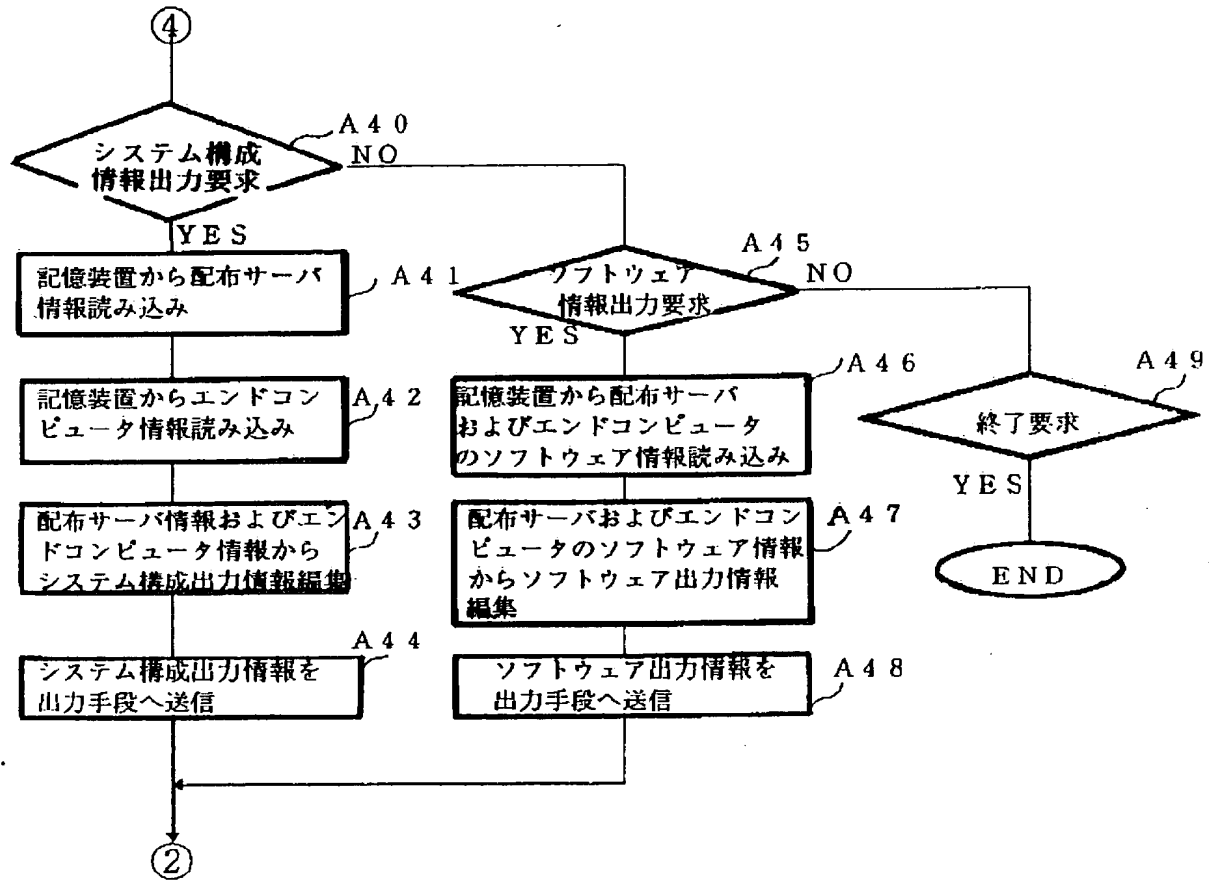 ④
A40
システム構成
情報出力要求
NO
YES
記憶装置から配布サーバ
情報読み込み
A41
記憶装置からエンドコン
ピュータ情報読み込み
A42
配布サーバ情報およびエン
ドコンピュータ情報から
システム構成出力情報編集
A43
システム構成出力情報を
出力手段へ送信
A44
②
A45
ソフトウェア
情報出力要求
NO
YES
A46
記憶装置から配布サーバ
およびエンドコンピュータ
のソフトウェア情報読み込み
配布サーバおよびエンドコン
ピュータのソフトウェア情報
からソフトウェア出力情報
編集
A47
ソフトウェア出力情報を
出力手段へ送信
A48
A49
終了要求
YES
END